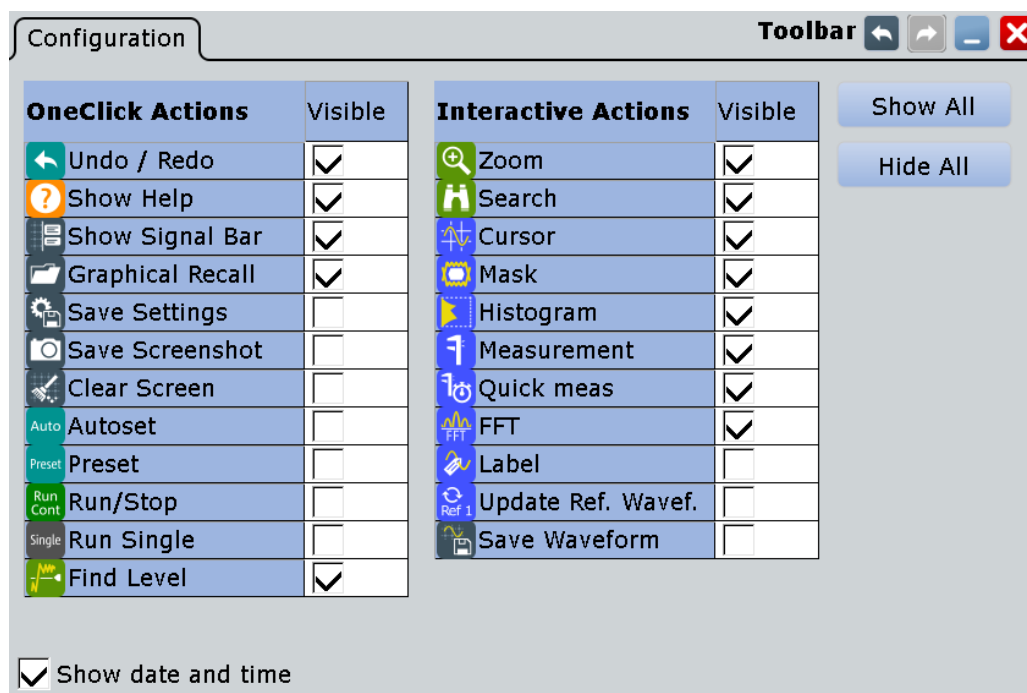 Configuration
Toolbar
OneClick Actions Visible
Undo / Redo
? Show Help
Show Signal Bar
Graphical Recall
Save Settings
Save Screenshot
Clear Screen
Auto Autoset
Preset Preset
Run Cont Run/Stop
Single Run Single
Find Level
Interactive Actions Visible
Zoom
Search
Cursor
Mask
Histogram
Measurement
Quick meas
FFT FFT
Label
Ref 1 Update Ref. Wavef.
Save Waveform
Show All
Hide All
Show date and time